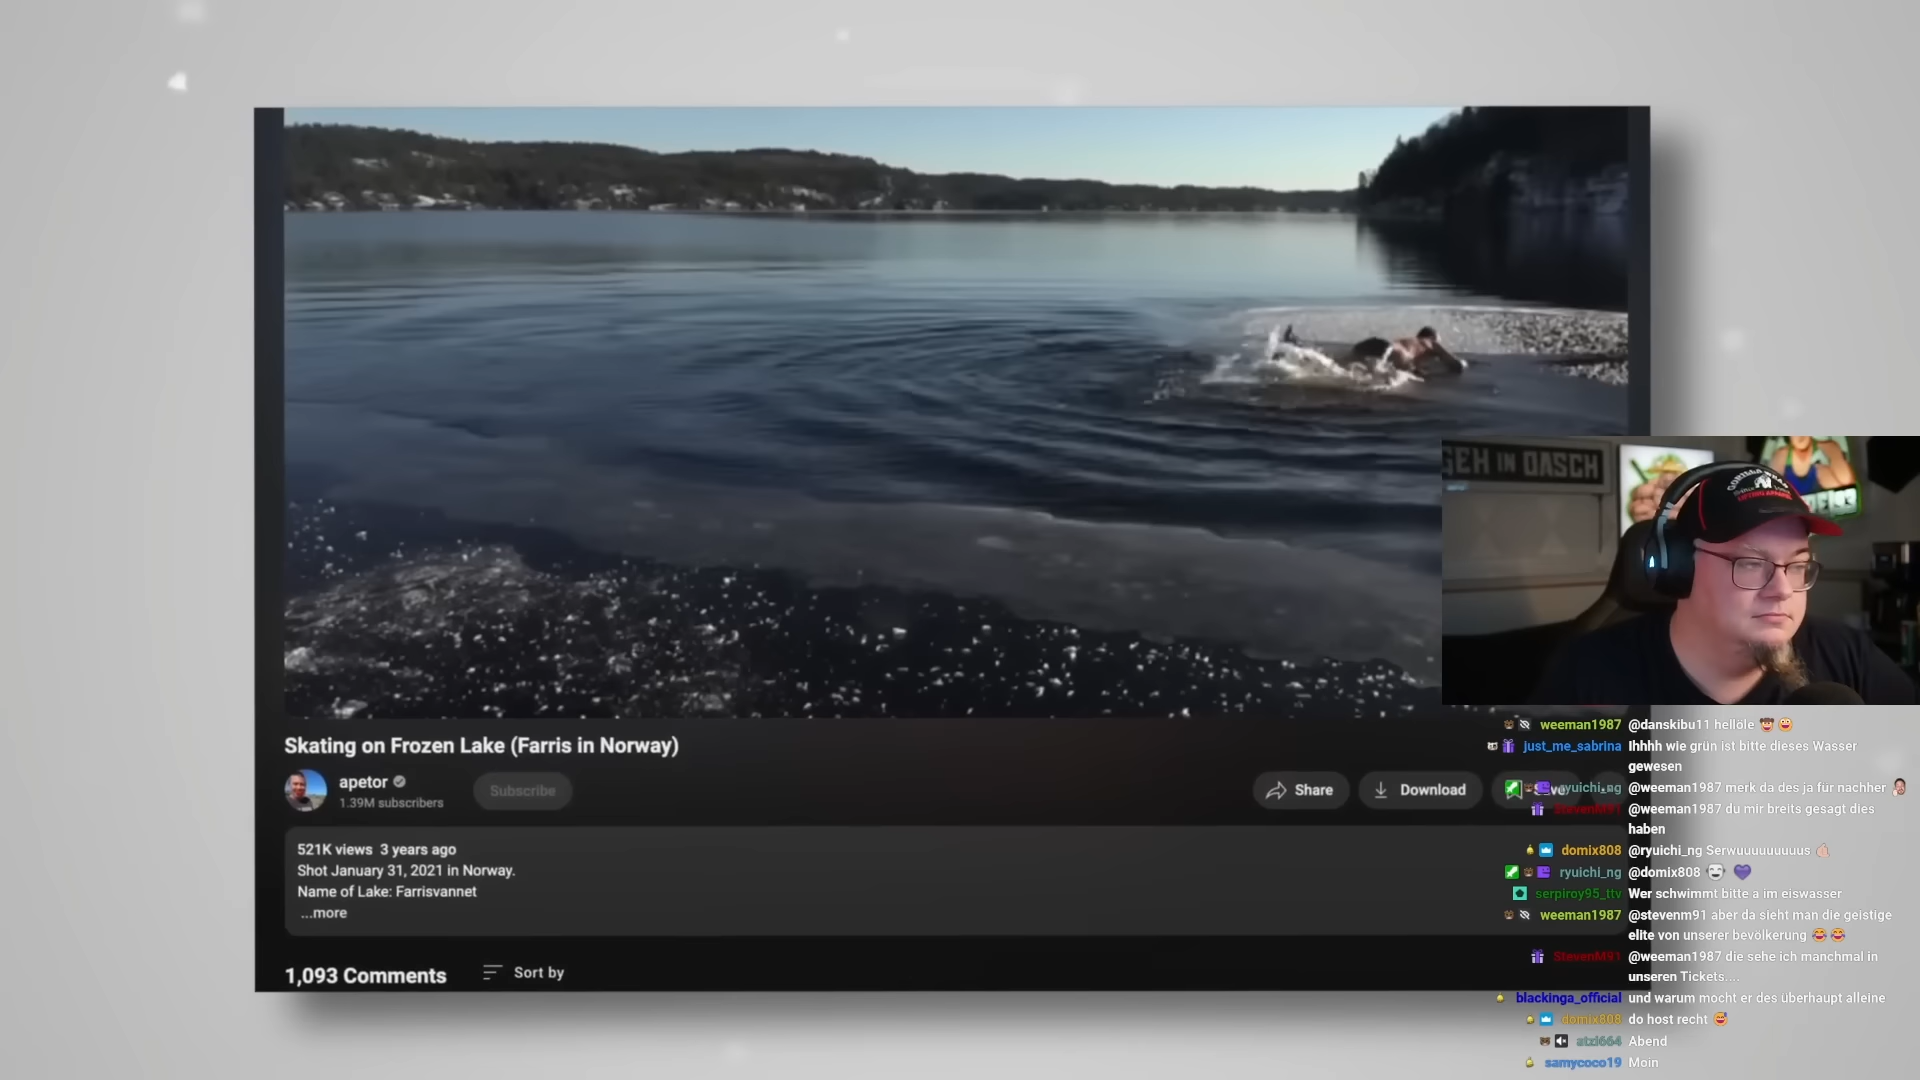 GEH IN OASCH
Skating on Frozen Lake (Farris in Norway)
apetor
1.39M subscribers
Subscribe
Share
Download
521K views 3 years ago
Shot January 31, 2021 in Norway.
Name of Lake: Farrisvannet
...more
1,093 Comments
Sort by
weeman1987 @danskibu11 hellöle
just_me_sabrina Ihhhh wie grün ist bitte dieses Wasser
gewesen
ryuichi_ng @weeman1987 merk da des ja für nachher
StevenM91 @weeman1987 du mir breits gesagt dies
haben
domix808 @ryuichi_ng Serwuuuuuuuuus
ryuichi_ng @domix808
serpiroy95_ttv Wer schwimmt bitte a im eiswasser
weeman1987 @stevenm91 aber da sieht man die geistige
elite von unserer bevölkerung
StevenM91 @weeman1987 die sehe ich manchmal in
unseren Tickets....
blackinga_official und warum mocht er des überhaupt alleine
domix808 do host recht
atzi664 Abend
samycoco19 Moin